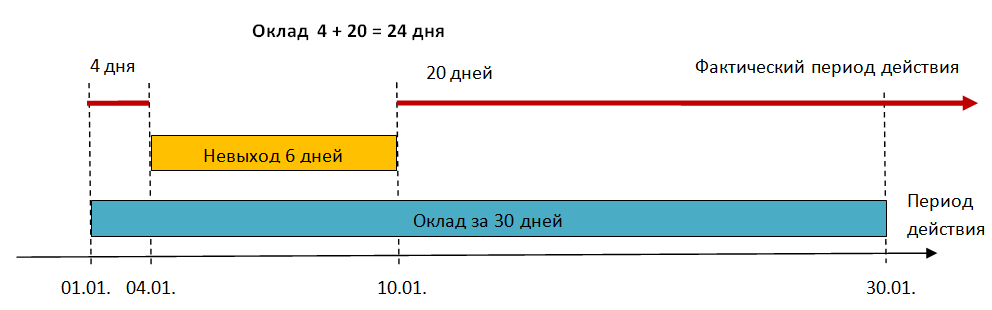 Оклад 4 + 20 = 24 дня
4 дня
20 дней
Фактический период действия
Невыход 6 дней
Оклад за 30 дней
Период
действия
01.01.
04.01.
10.01.
30.01.